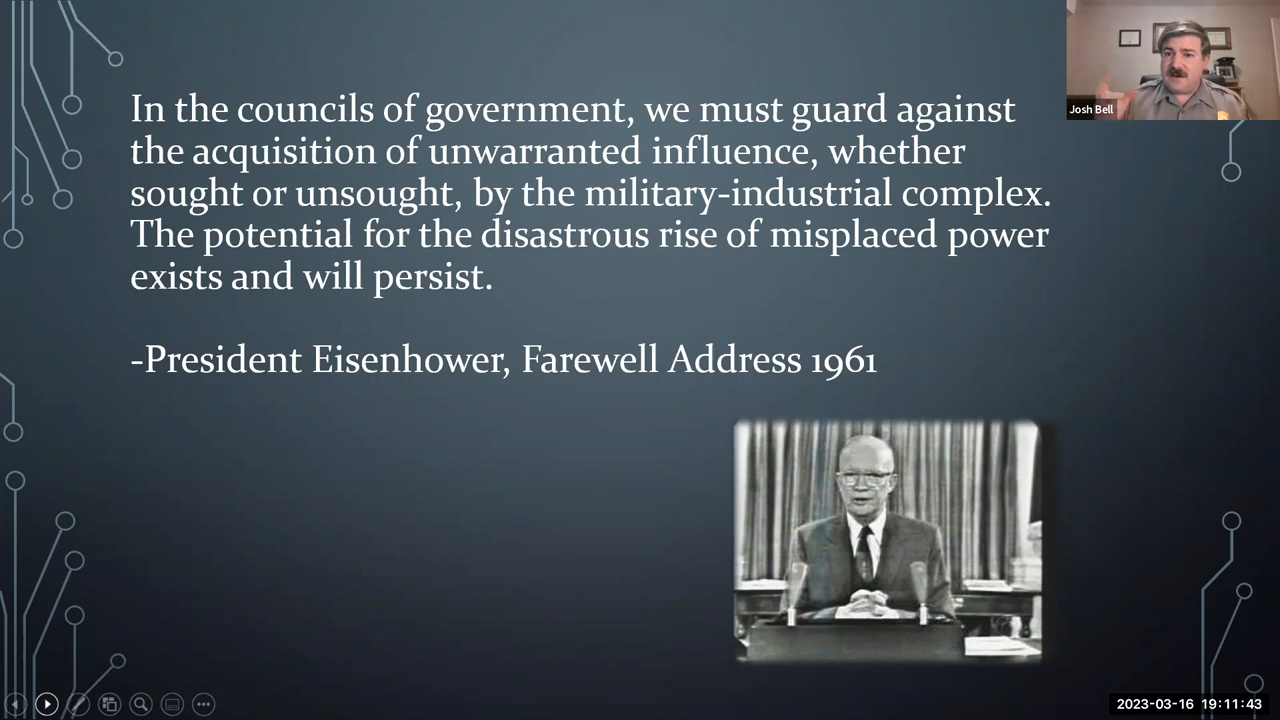 In the councils of government, we must guard against
the acquisition of unwarranted influence, whether
sought or unsought, by the military-industrial complex.
The potential for the disastrous rise of misplaced power
exists and will persist.
-President Eisenhower, Farewell Address 1961
Josh Bell
2023-03-16 19:11:43